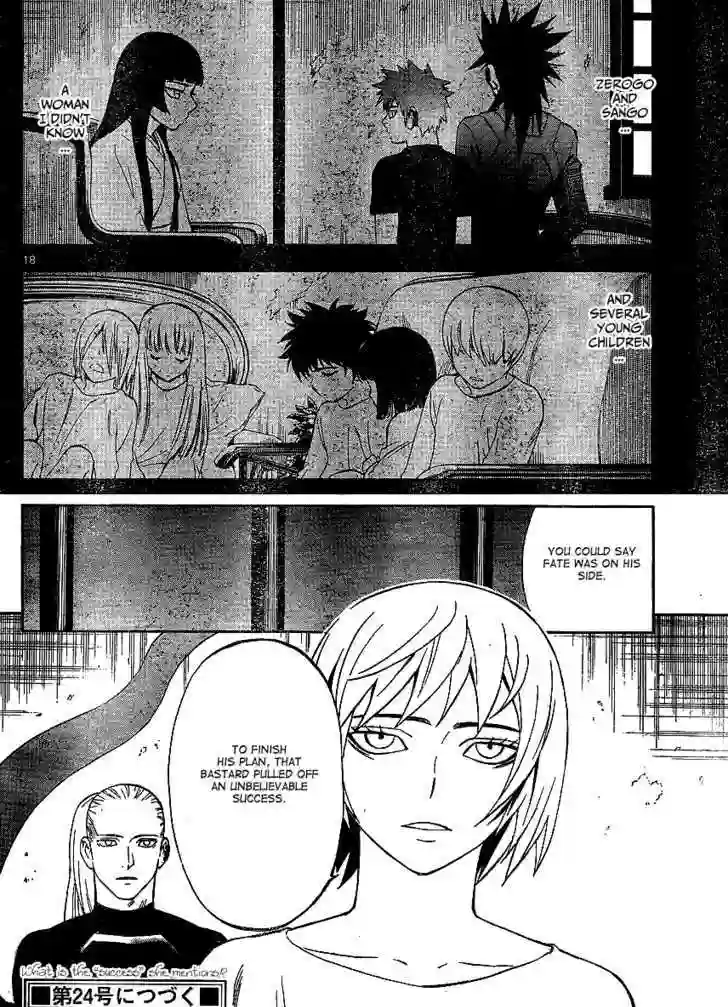 A
WOMAN
I DIDN'T
KNOW
...
ZEROGO
AND
SANGO
...
18
AND
SEVERAL
YOUNG
CHILDREN
...
YOU COULD SAY
FATE WAS ON HIS
SIDE.
TO FINISH
HIS PLAN, THAT
BASTARD PULLED OFF
AN UNBELIEVABLE
SUCCESS.
What is the "success" she mentions?
■第24号につづく■